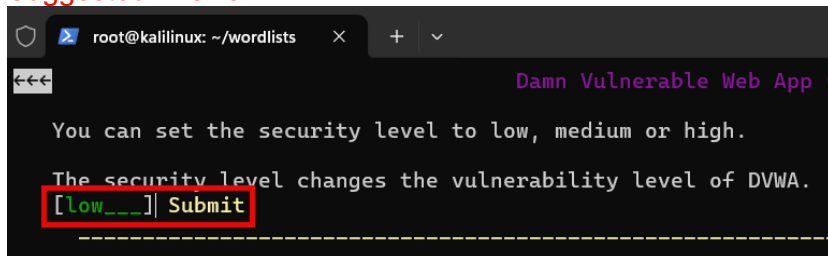 root@kalilinux: ~/wordlists
←←← Damn Vulnerable Web App
You can set the security level to low, medium or high.
The security level changes the vulnerability level of DVWA.
[low___] Submit